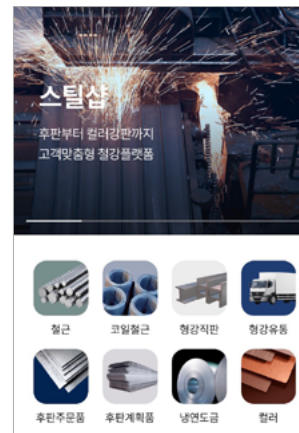 스틸샵
후판부터 컬러강판까지
고객맞춤형 철강플랫폼
철근
코일철근
형강직판
형강유통
후판주문품
후판계획품
냉연도금
컬러